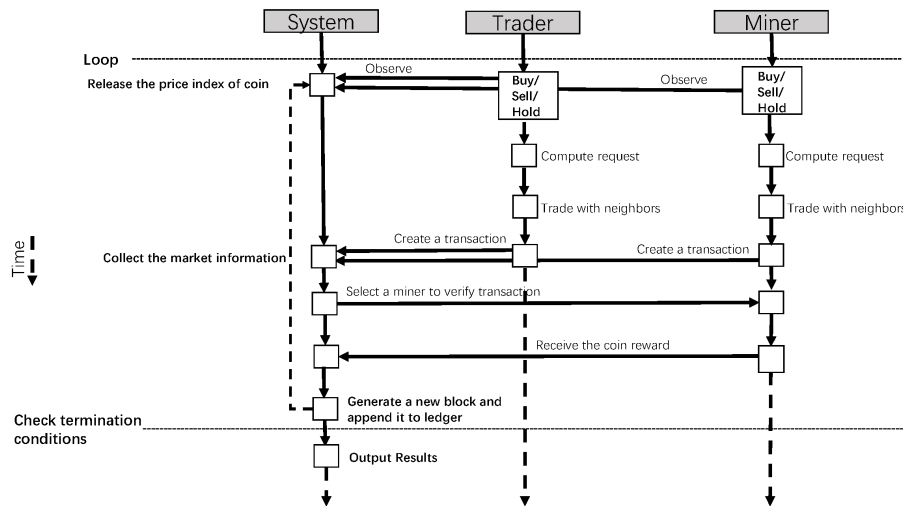 System
Trader
Miner
Loop
Release the price index of coin
Observe
Buy/
Sell/
Hold
Observe
Buy/
Sell/
Hold
Compute request
Compute request
Trade with neighbors
Trade with neighbors
Time
Collect the market information
Create a transaction
Create a transaction
Select a miner to verify transaction
Receive the coin reward
Generate a new block and
append it to ledger
Check termination
conditions
Output Results